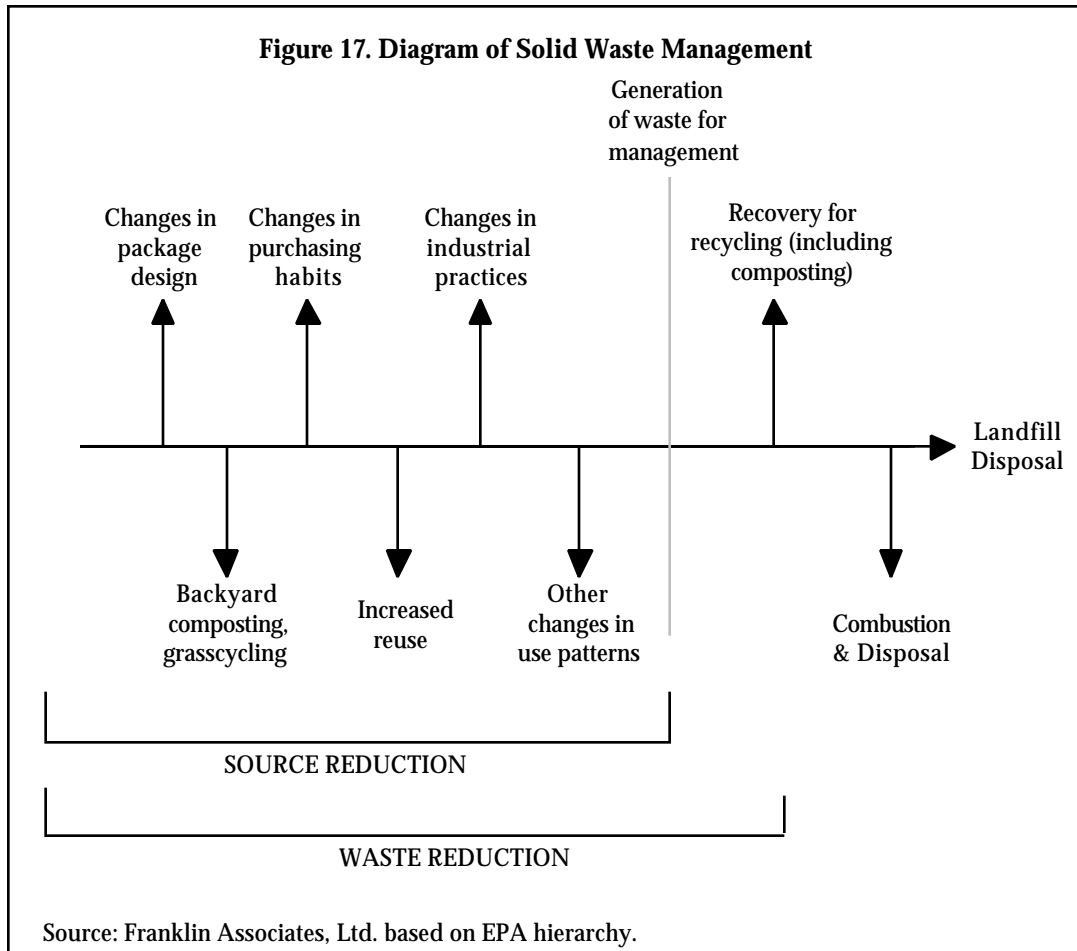 Figure 17. Diagram of Solid Waste Management
Generation
of waste for
management
Changes in
package
design
Changes in
purchasing
habits
Changes in
industrial
practices
Recovery for
recycling (including
composting)
Landfill
Disposal
Backyard
composting,
grasscycling
Increased
reuse
Other
changes in
use patterns
Combustion
& Disposal
SOURCE REDUCTION
WASTE REDUCTION
Source: Franklin Associates, Ltd. based on EPA hierarchy.